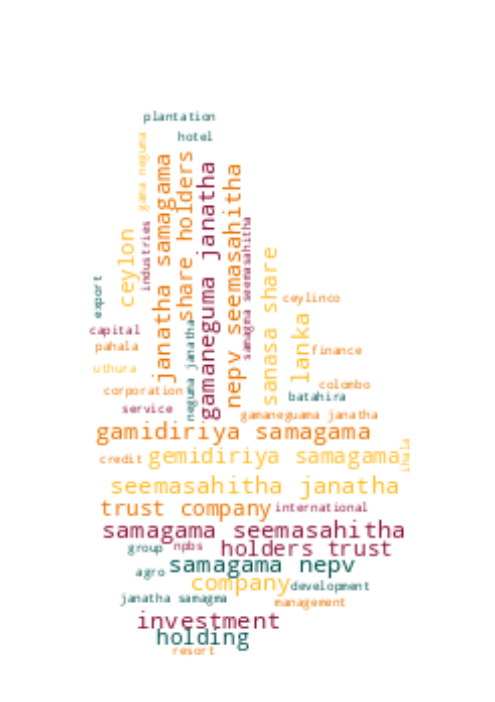 plantation
hotel
gama neguna
janatha samagama
share holders
gamaneguma janatha
nepv seemasahitha
samagma seemasahitha
industries
ceylon
export
sanasa share
lanka
ceylinco
capital
pahala
uthura
neguma janatha
finance
corporation
colombo
batahira
service
gamaneguama janatha
gamidiriya samagama
credit
gemidiriya samagama
ihala
seemasahitha janatha
trust company
international
samagama seemasahitha
group
npbs
holders trust
agro
samagama nepv
company
development
janatha samagma
management
investment
holding
resort